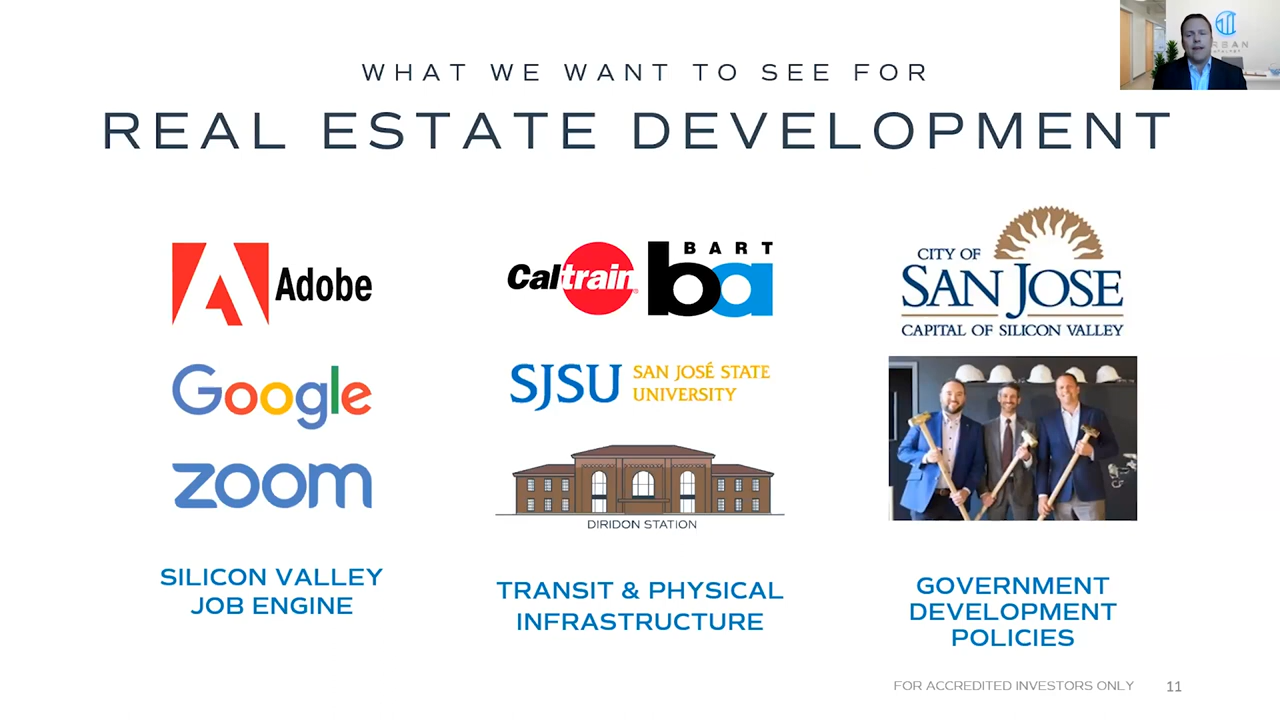 WHAT WE WANT TO SEE FOR
REAL ESTATE DEVELOPMENT
Adobe
Google
zoom
SILICON VALLEY
JOB ENGINE
Caltrain
BART
ba
SJSU
SAN JOSÉ STATE
UNIVERSITY
DIRIDON STATION
TRANSIT & PHYSICAL
INFRASTRUCTURE
CITY OF
SAN JOSE
CAPITAL OF SILICON VALLEY
GOVERNMENT
DEVELOPMENT
POLICIES
FOR ACCREDITED INVESTORS ONLY
11